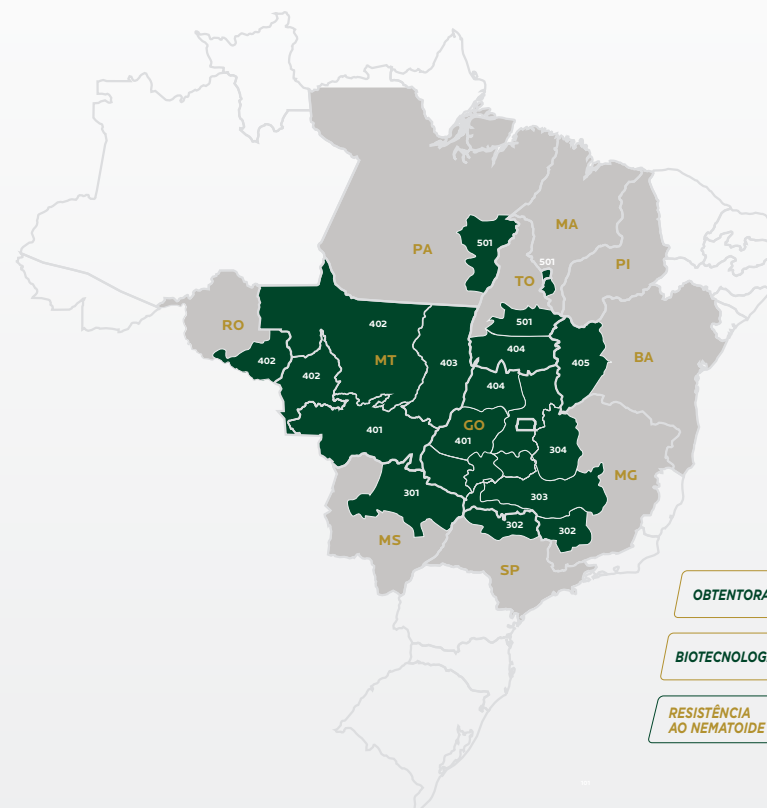 MA
501
PA
501
PI
TO
501
402
RO
404
BA
402
MT
403
405
402
404
GO
401
401
304
MG
301
303
302
302
MS
SP
OBTENTORA
BIOTECNOLOG
RESISTÊNCIA
AO NEMATOIDE